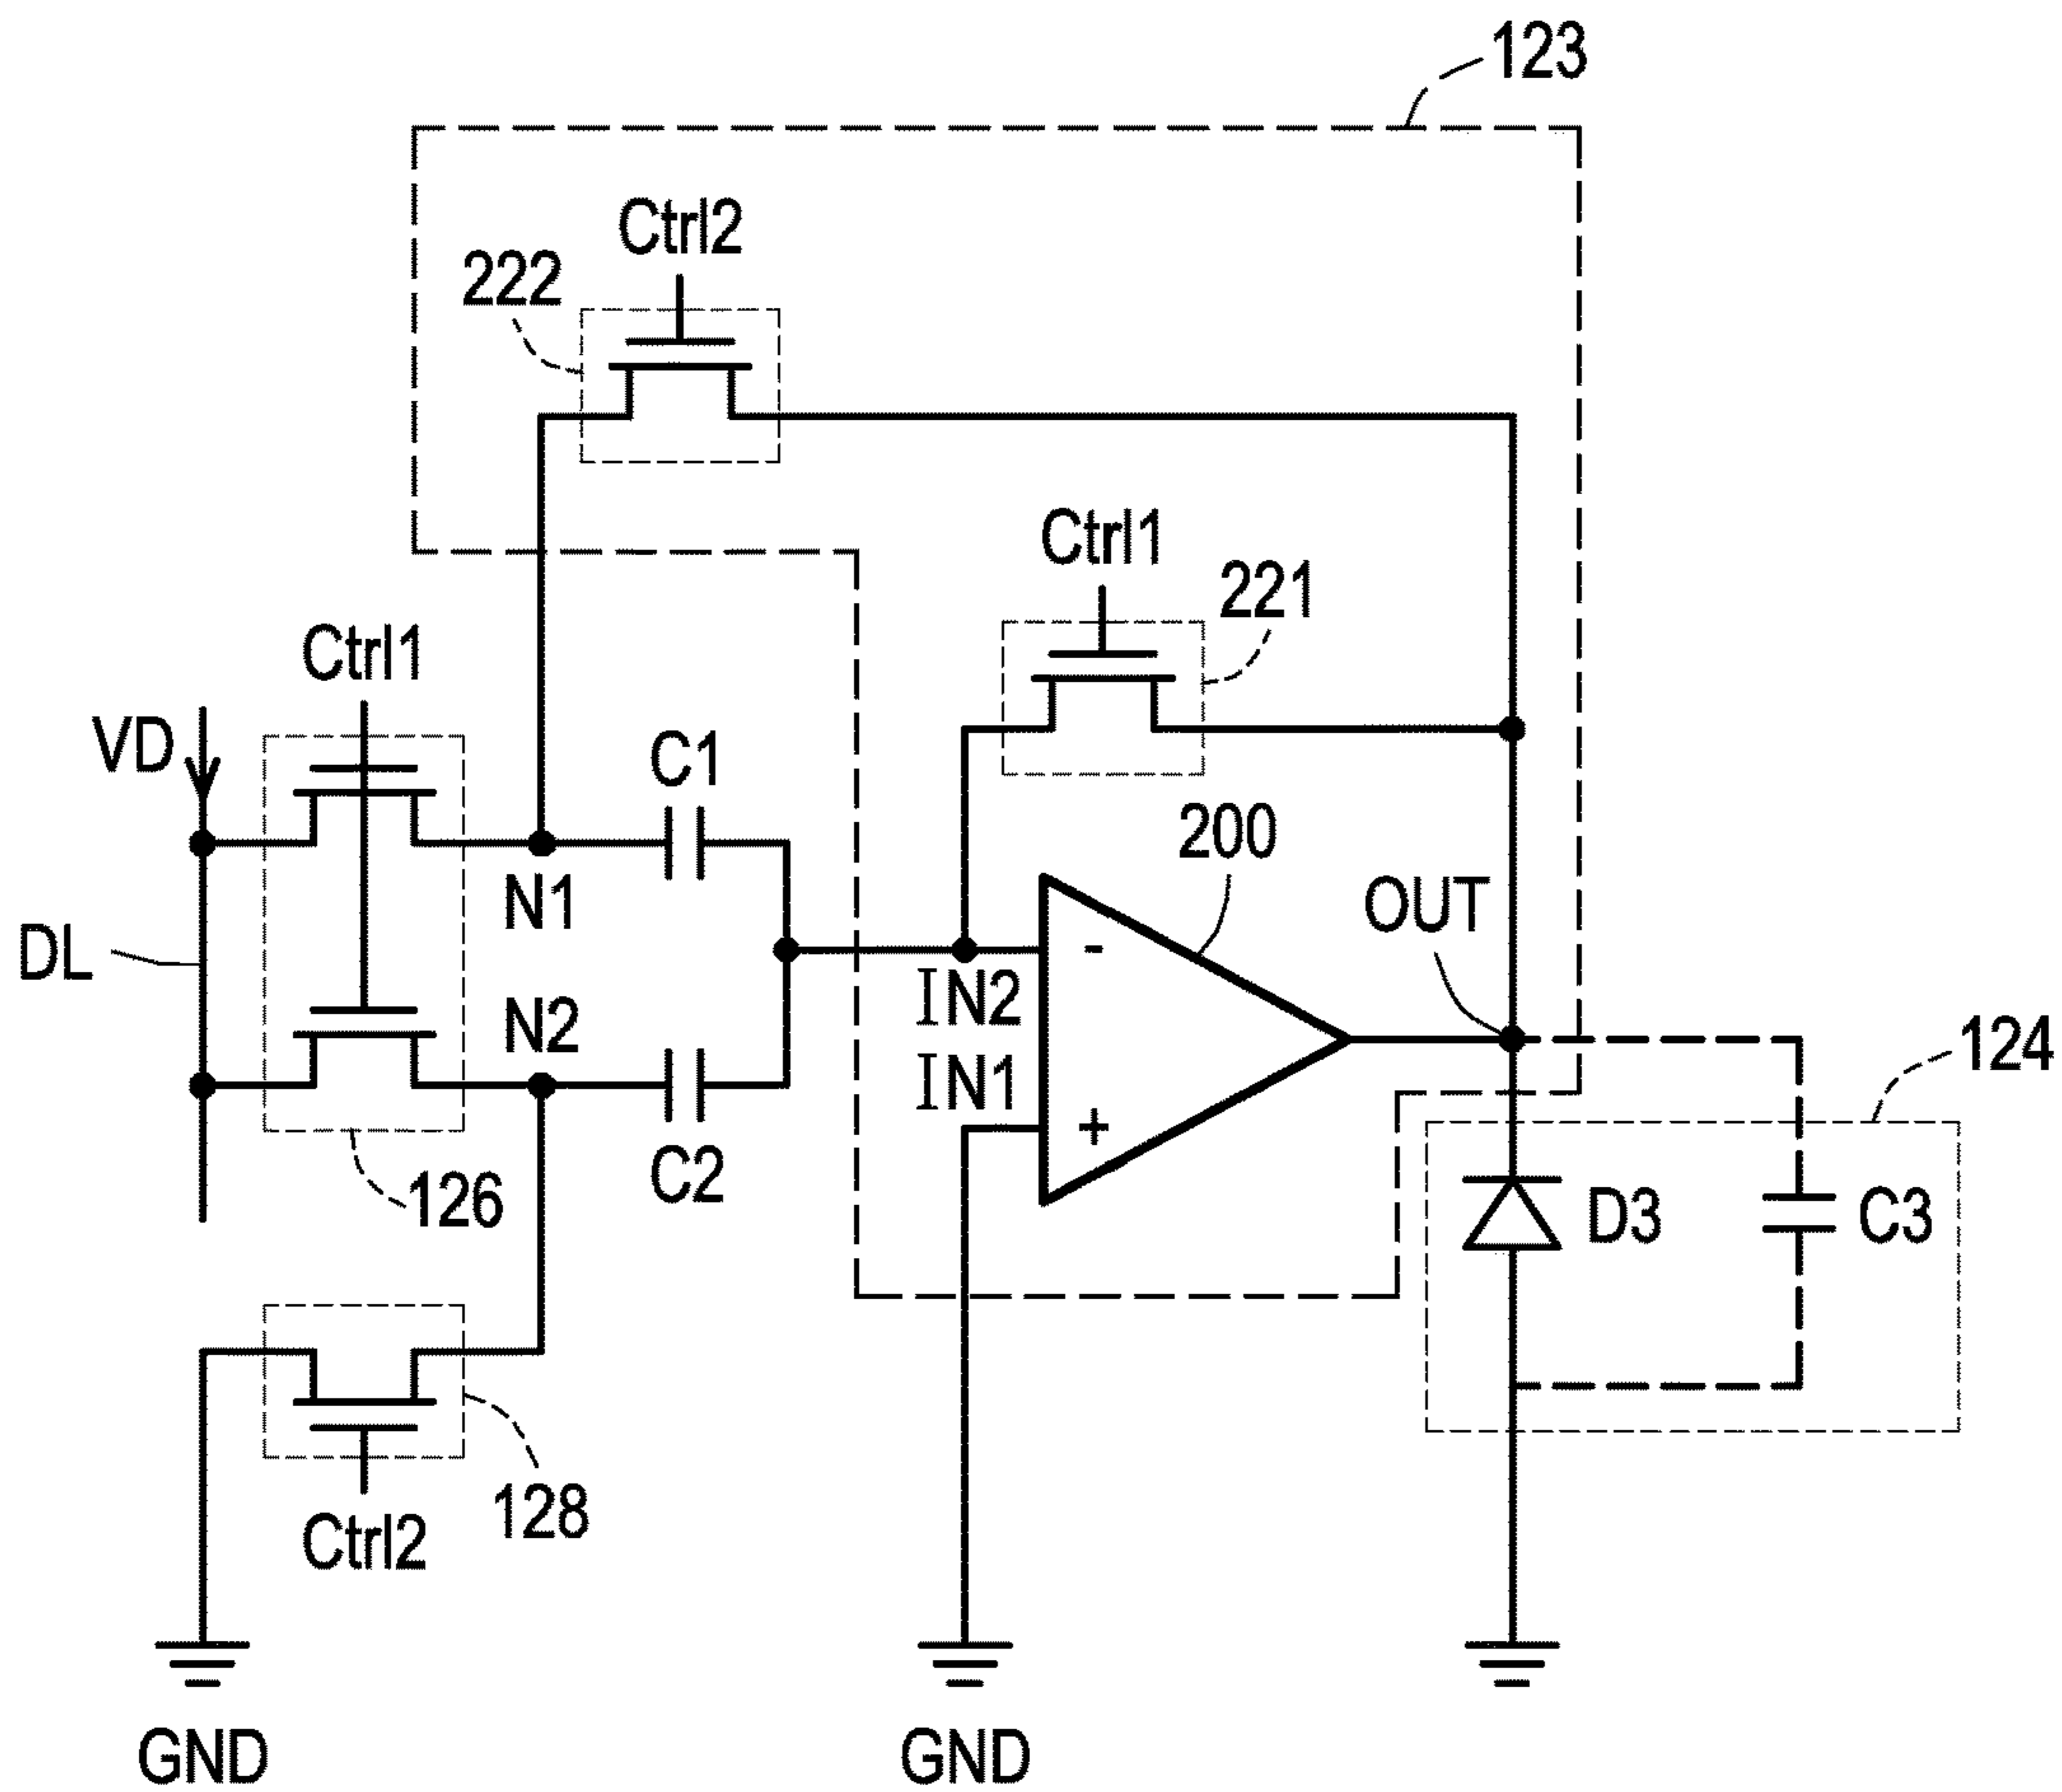 123
Ctrl2
222
Ctrl1
221
Ctrl1
VD
C1
200
N1
OUT
DL
-
IN2
N2
124
IN1
+
C2
126
D3
C3
128
Ctrl2
GND
GND